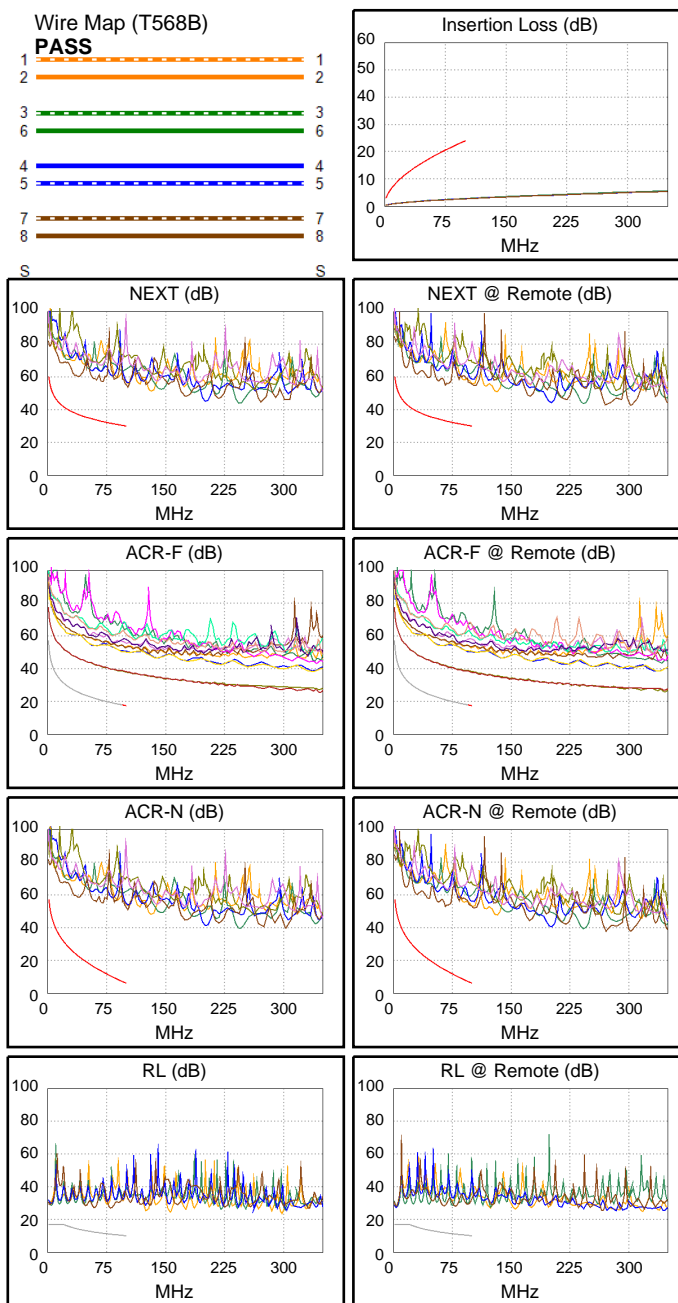 Wire Map (T568B)
PASS
1 1
2 2
3 3
6 6
4 4
5 5
7 7
8 8
S S
Insertion Loss (dB)
60
50
40
30
20
10
0
0 75 150 225 300
MHz
NEXT (dB)
100
80
60
40
20
0
0 75 150 225 300
MHz
NEXT @ Remote (dB)
100
80
60
40
20
0
0 75 150 225 300
MHz
ACR-F (dB)
100
80
60
40
20
0
0 75 150 225 300
MHz
ACR-F @ Remote (dB)
100
80
60
40
20
0
0 75 150 225 300
MHz
ACR-N (dB)
100
80
60
40
20
0
0 75 150 225 300
MHz
ACR-N @ Remote (dB)
100
80
60
40
20
0
0 75 150 225 300
MHz
RL (dB)
100
80
60
40
20
0
0 75 150 225 300
MHz
RL @ Remote (dB)
100
80
60
40
20
0
0 75 150 225 300
MHz